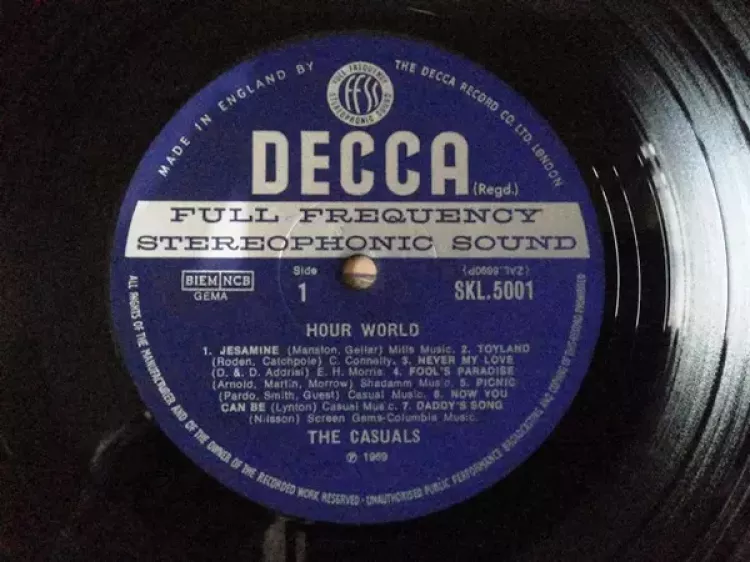 MADE IN ENGLAND BY
FULL FREQUENCY
ffss
STEREOPHONIC SOUND
THE DECCA RECORD CO. LTD. LONDON
DECCA
(Regd.)
FULL FREQUENCY
STEREOPHONIC SOUND
BIEM NCB
GEMA
Side
1
SKL.5001
HOUR WORLD
1. JESAMINE (Manston, Gellar) Mills Music. 2. TOYLAND
(Roden, Catchpole) C. Connelly. 3. NEVER MY LOVE
(D. & D. Addrisi) E. H. Morris. 4. FOOL'S PARADISE
(Arnold, Martin, Morrow) Shadamm Music. 5. PICNIC
(Pardo, Smith, Guest) Casual Music. 6. NOW YOU
CAN BE (Lynton) Casual Music. 7. DADDY'S SONG
(Nilsson) Screen Gems-Columbia Music.
THE CASUALS
℗ 1969
ALL RIGHTS OF THE MANUFACTURER AND OF THE OWNER OF THE RECORDED WORK RESERVED · UNAUTHORISED PUBLIC PERFORMANCE BROADCASTING AND COPYING OF THIS RECORD PROHIBITED